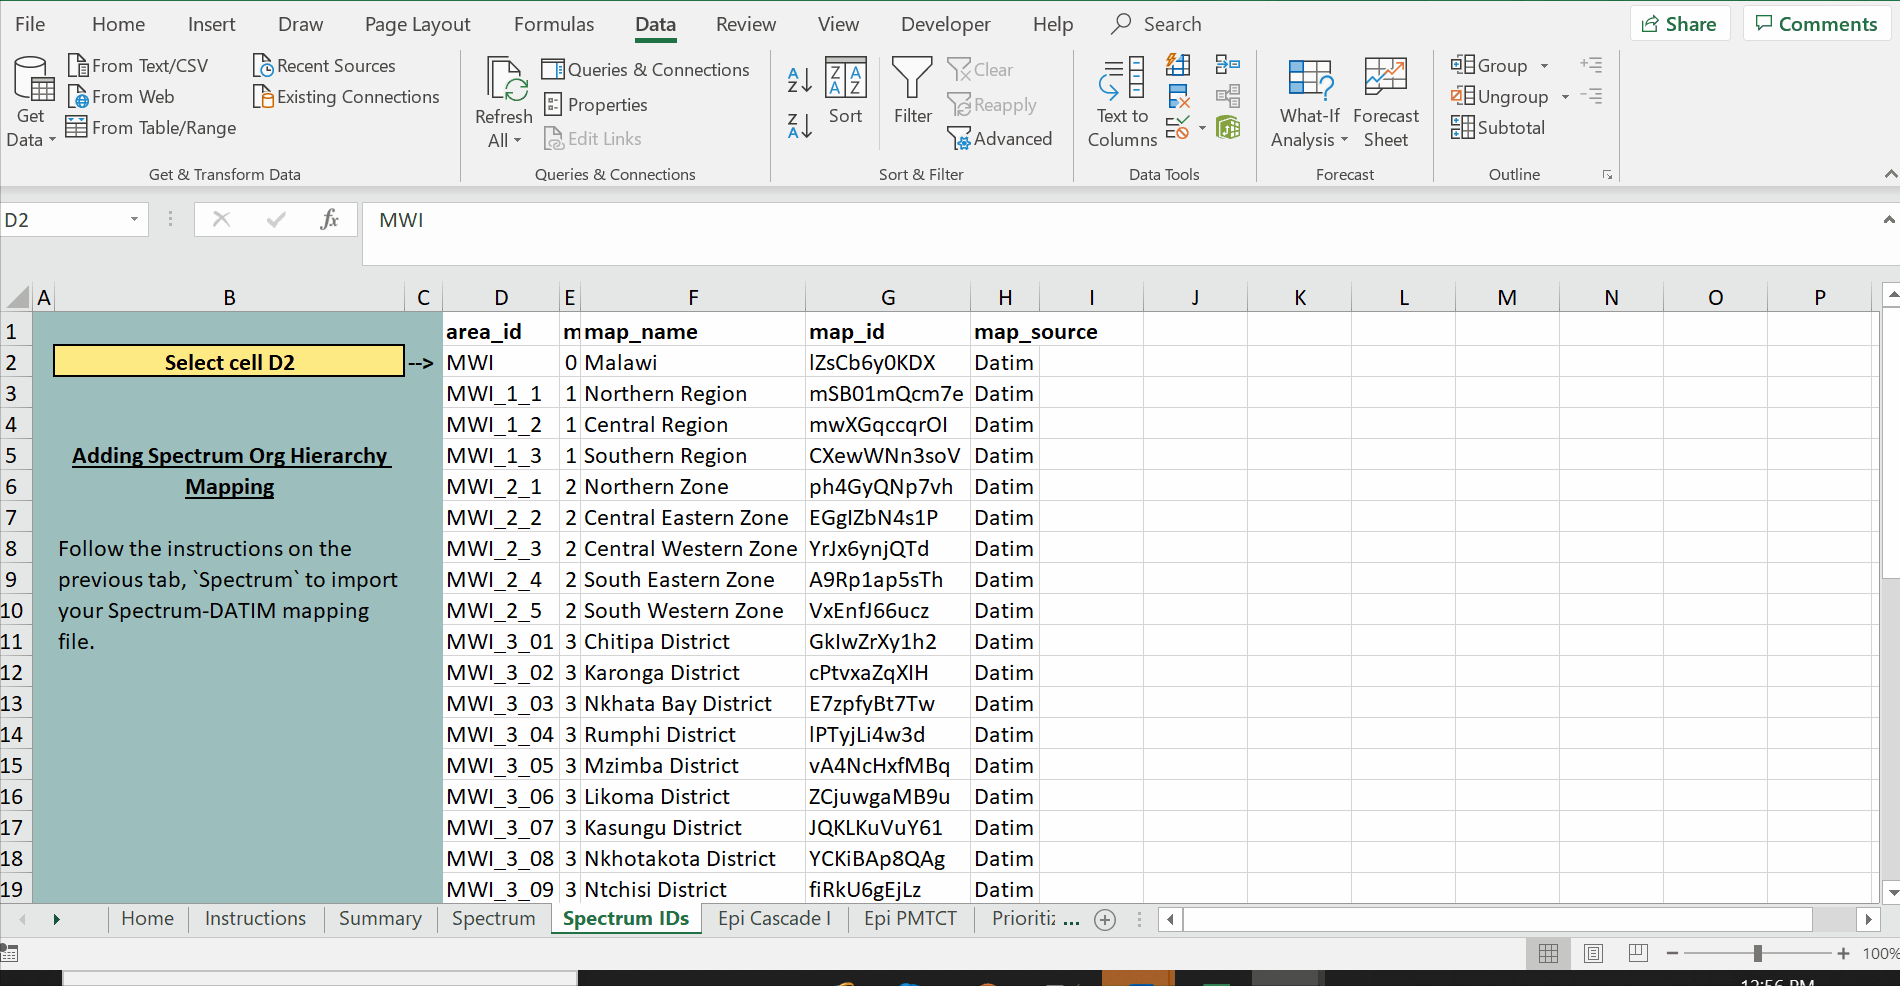 File Home Insert Draw Page Layout Formulas Data Review View Developer Help Search Share Comments
Get Data
From Text/CSV
From Web
From Table/Range
Recent Sources
Existing Connections
Get & Transform Data
Refresh All
Queries & Connections
Properties
Edit Links
Queries & Connections
Sort
Filter
Clear
Reapply
Advanced
Sort & Filter
Text to Columns
Data Tools
What-If Analysis
Forecast Sheet
Forecast
Group
Ungroup
Subtotal
Outline
D2 fx MWI
A B C D E F G H I J K L M N O P
1 area_id m map_name map_id map_source
2 Select cell D2 --> MWI 0 Malawi lZsCb6y0KDX Datim
3 MWI_1_1 1 Northern Region mSB01mQcm7e Datim
4 MWI_1_2 1 Central Region mwXGqccqrOI Datim
5 Adding Spectrum Org Hierarchy MWI_1_3 1 Southern Region CXewWNn3soV Datim
6 Mapping MWI_2_1 2 Northern Zone ph4GyQNp7vh Datim
7 MWI_2_2 2 Central Eastern Zone EGgIZbN4s1P Datim
8 Follow the instructions on the MWI_2_3 2 Central Western Zone YrJx6ynjQTd Datim
9 previous tab, `Spectrum` to import MWI_2_4 2 South Eastern Zone A9Rp1ap5sTh Datim
10 your Spectrum-DATIM mapping MWI_2_5 2 South Western Zone VxEnfJ66ucz Datim
11 file. MWI_3_01 3 Chitipa District GkIwZrXy1h2 Datim
12 MWI_3_02 3 Karonga District cPtvxaZqXIH Datim
13 MWI_3_03 3 Nkhata Bay District E7zpfyBt7Tw Datim
14 MWI_3_04 3 Rumphi District lPTyjLi4w3d Datim
15 MWI_3_05 3 Mzimba District vA4NcHxfMBq Datim
16 MWI_3_06 3 Likoma District ZCjuwgaMB9u Datim
17 MWI_3_07 3 Kasungu District JQKLKuVuY61 Datim
18 MWI_3_08 3 Nkhotakota District YCKiBAp8QAg Datim
19 MWI_3_09 3 Ntchisi District fiRkU6gEjLz Datim
Home Instructions Summary Spectrum Spectrum IDs Epi Cascade I Epi PMTCT Prioritiz ...
100%
12:56 PM